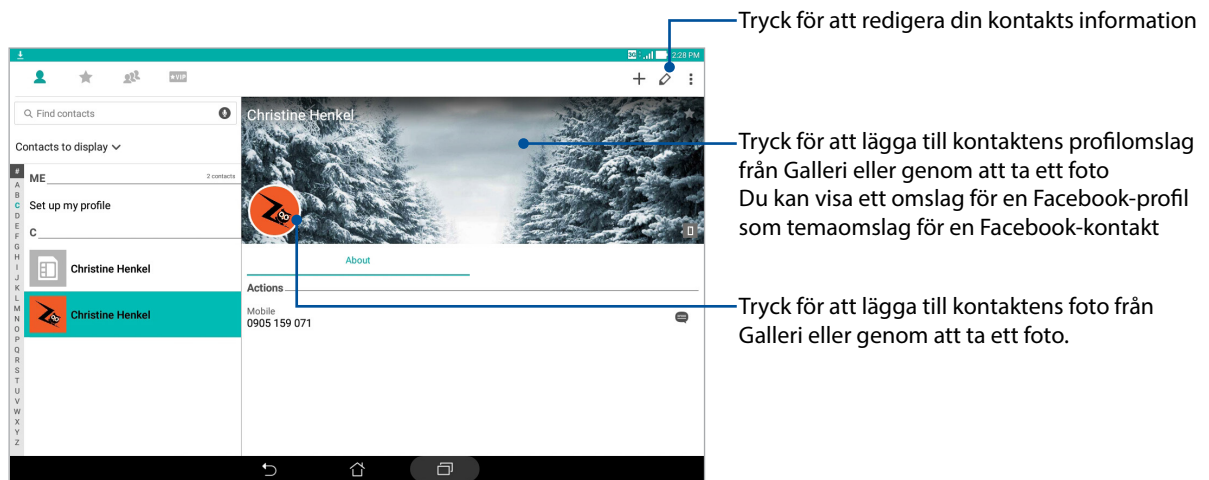 Tryck för att redigera din kontakts information
3G
2:28 PM
VIP
Find contacts
Christine Henkel
Contacts to display
Tryck för att lägga till kontaktens profilomslag
från Galleri eller genom att ta ett foto
Du kan visa ett omslag för en Facebook-profil
som temaomslag för en Facebook-kontakt
#
A
B
C
D
E
F
G
H
I
J
K
L
M
N
O
P
Q
R
S
T
U
V
W
X
Y
Z
ME
2 contacts
Set up my profile
C
Christine Henkel
Christine Henkel
About
Actions
Mobile
0905 159 071
Tryck för att lägga till kontaktens foto från
Galleri eller genom att ta ett foto.